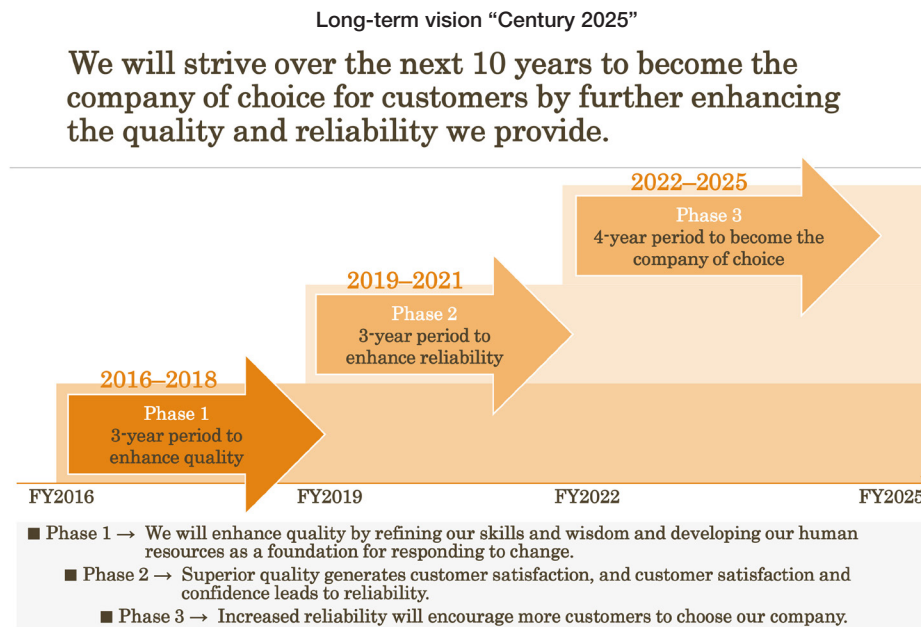 Long-term vision “Century 2025”
We will strive over the next 10 years to become the
company of choice for customers by further enhancing
the quality and reliability we provide.
2022–2025
Phase 3
4-year period to become the
company of choice
2019–2021
Phase 2
3-year period to
enhance reliability
2016–2018
Phase 1
3-year period to
enhance quality
FY2016
FY2019
FY2022
FY2025
■ Phase 1 → We will enhance quality by refining our skills and wisdom and developing our human
resources as a foundation for responding to change.
■ Phase 2 → Superior quality generates customer satisfaction, and customer satisfaction and
confidence leads to reliability.
■ Phase 3 → Increased reliability will encourage more customers to choose our company.